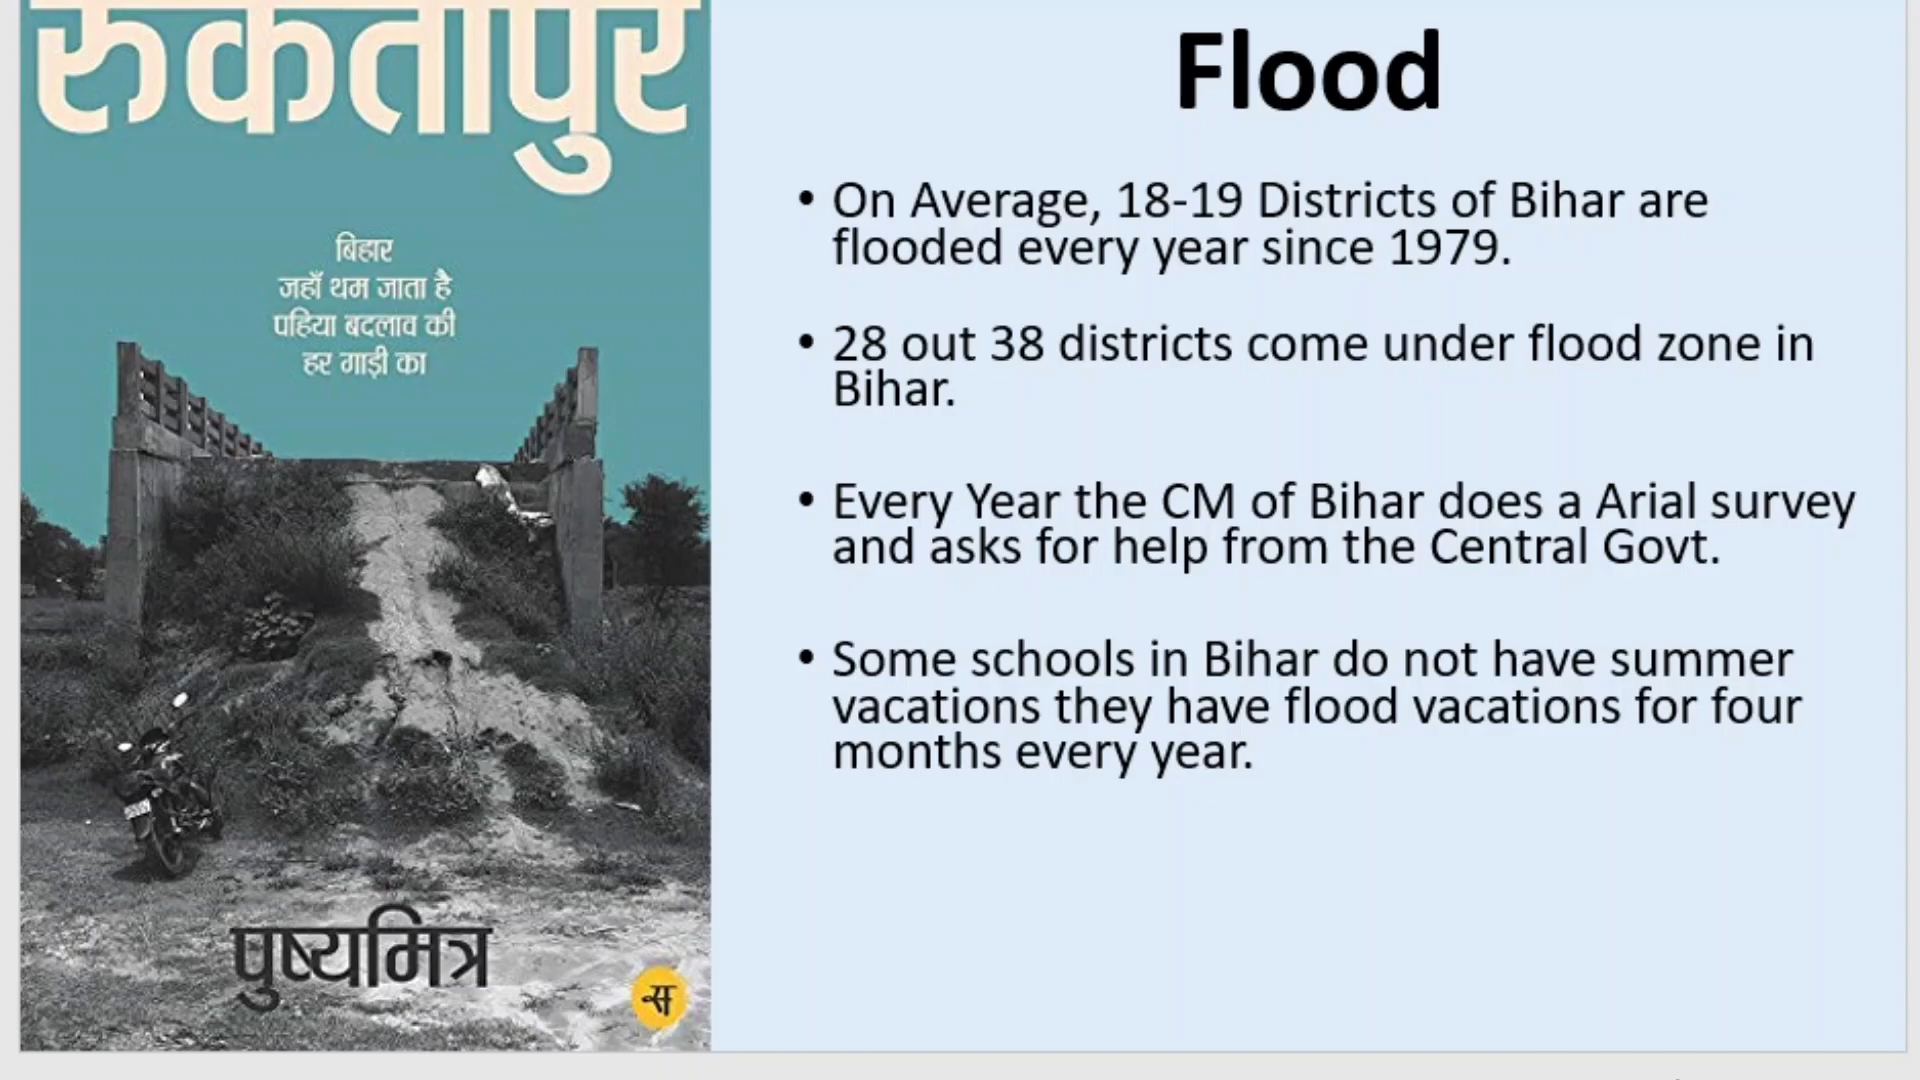 रुकतापुर
बिहार
जहाँ थम जाता है
पहिया बदलाव की
हर गाड़ी का
पुष्यमित्र
स
Flood
• On Average, 18-19 Districts of Bihar are
flooded every year since 1979.
• 28 out 38 districts come under flood zone in
Bihar.
• Every Year the CM of Bihar does a Arial survey
and asks for help from the Central Govt.
• Some schools in Bihar do not have summer
vacations they have flood vacations for four
months every year.